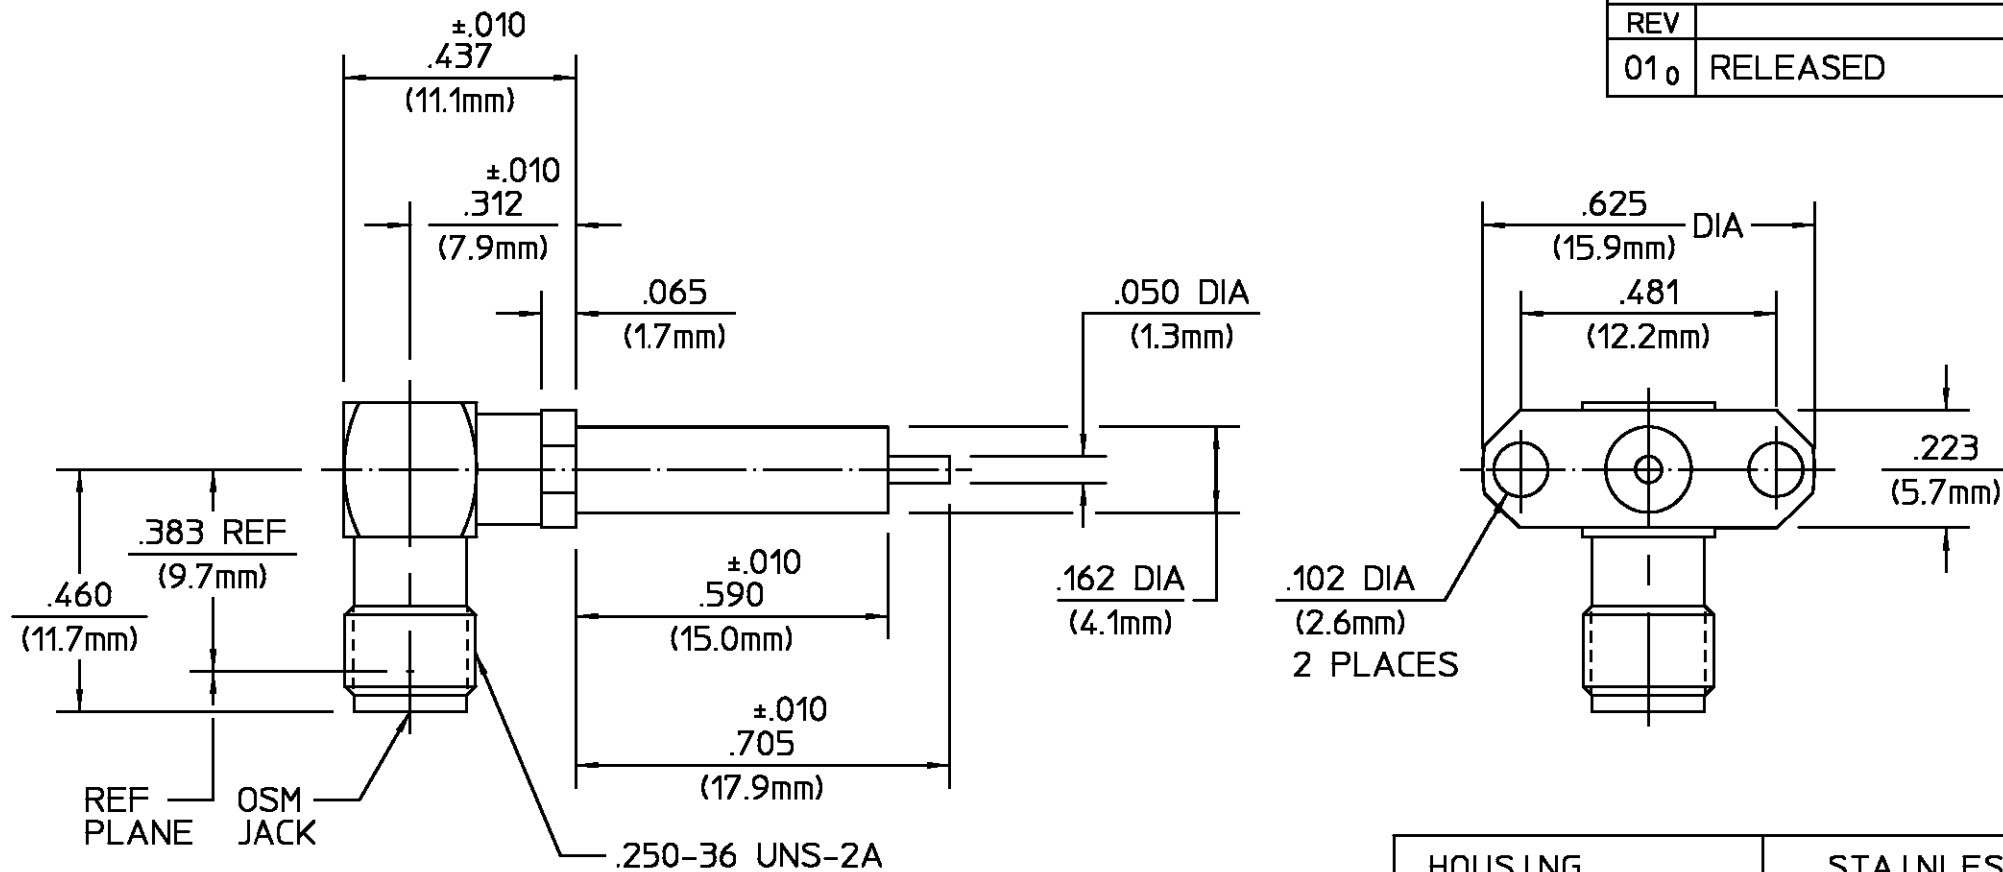 ±.010
.437
(11.1mm)
REV
01 0 RELEASED
±.010
.312
(7.9mm)
.625 DIA
(15.9mm)
.065
(1.7mm)
.050 DIA
(1.3mm)
.481
(12.2mm)
.223
(5.7mm)
.383 REF
(9.7mm)
.460
(11.7mm)
±.010
.590
(15.0mm)
.162 DIA
(4.1mm)
.102 DIA
(2.6mm)
2 PLACES
±.010
.705
(17.9mm)
REF
PLANE
OSM
JACK
.250-36 UNS-2A
HOUSING STAINLES